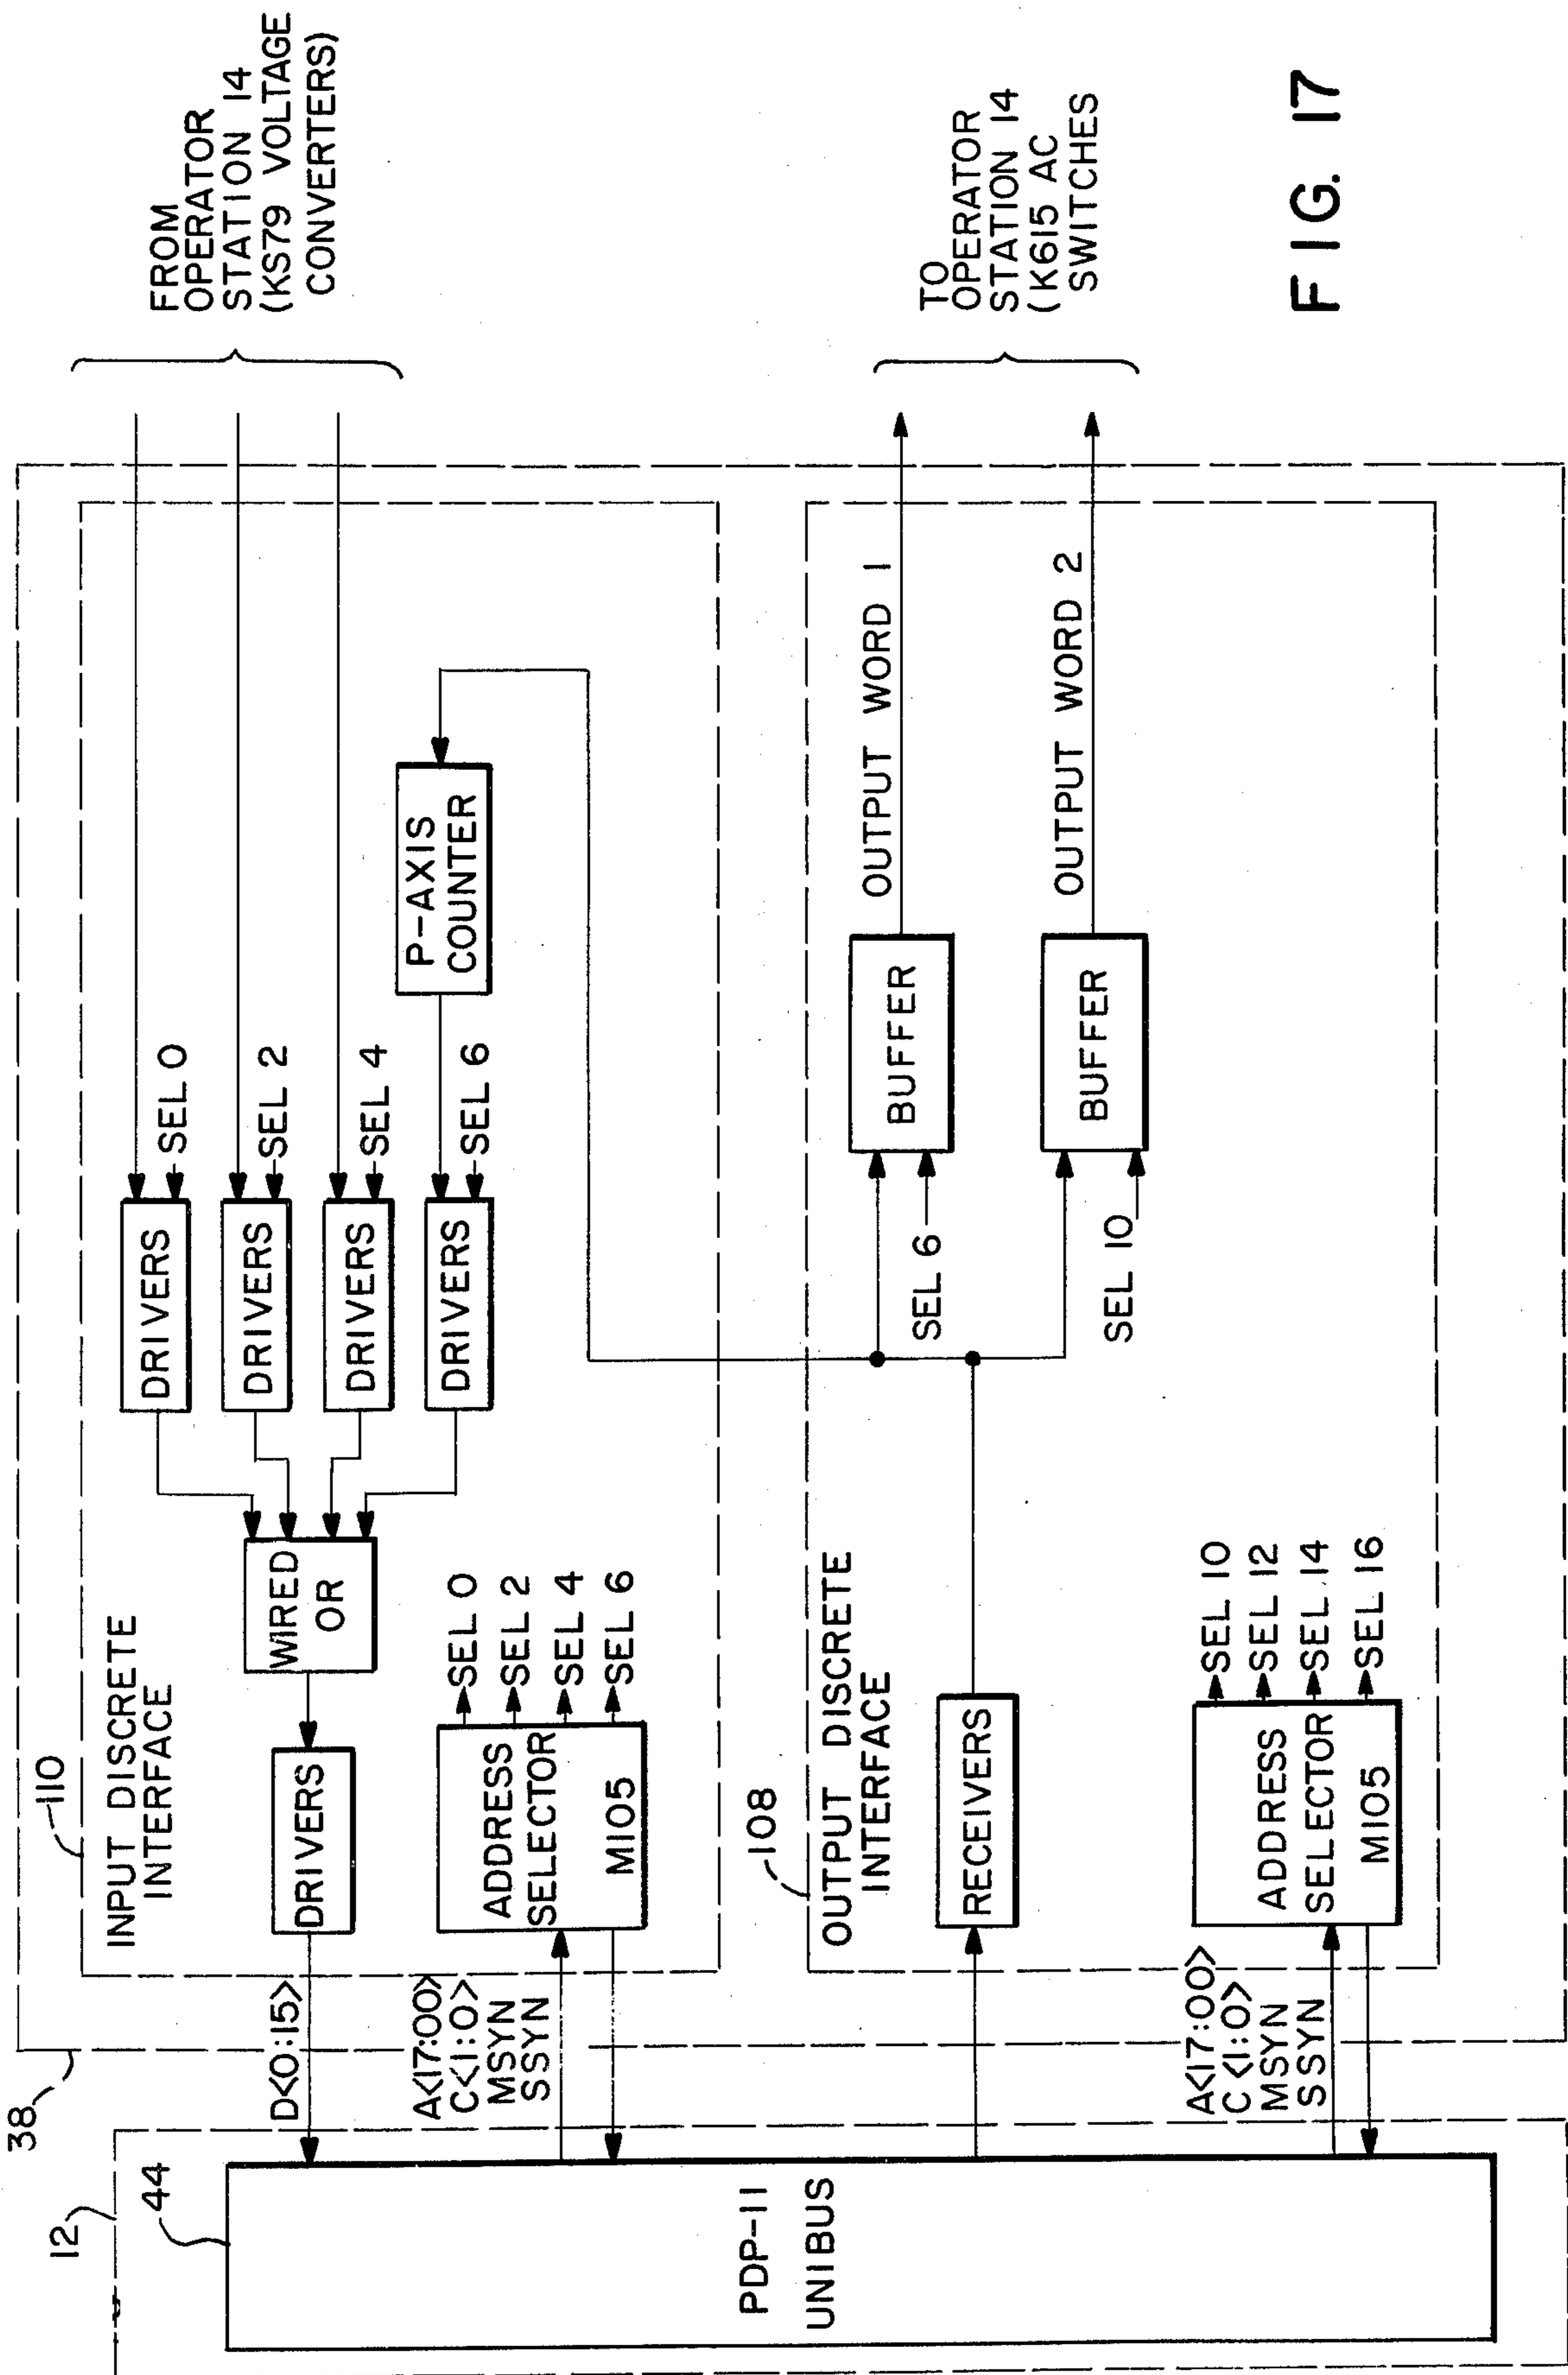 38
12
44
PDP-11
UNIBUS
D<0:15>
A<17:00>
C<1:0>
MSYN
SSYN
A<17:00>
C<1:0>
MSYN
SSYN
110
INPUT DISCRETE
INTERFACE
DRIVERS
WIRED
OR
DRIVERS
SEL 0
DRIVERS
SEL 2
DRIVERS
SEL 4
DRIVERS
SEL 6
P-AXIS
COUNTER
ADDRESS
SELECTOR
M105
SEL 0
SEL 2
SEL 4
SEL 6
108
OUTPUT DISCRETE
INTERFACE
RECEIVERS
BUFFER
SEL 6
OUTPUT WORD 1
BUFFER
SEL 10
OUTPUT WORD 2
ADDRESS
SELECTOR
M105
SEL 10
SEL 12
SEL 14
SEL 16
FROM
OPERATOR
STATION 14
(KS79 VOLTAGE
CONVERTERS)
TO
OPERATOR
STATION 14
(K615 AC
SWITCHES
FIG. 17